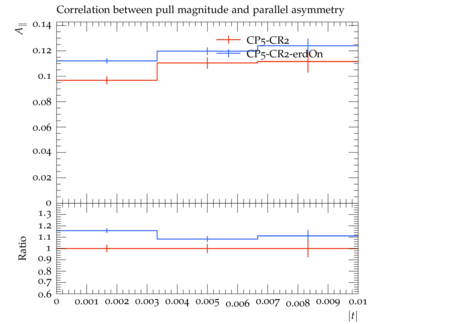 Correlation between pull magnitude and parallel asymmetry
A∥
0.14
0.12
0.1
0.08
0.06
0.04
0.02
0
CP5-CR2
CP5-CR2-erdOn
Ratio
1.3
1.2
1.1
1
0.9
0.8
0.7
0.6
0 0.001 0.002 0.003 0.004 0.005 0.006 0.007 0.008 0.009 0.01
|t|